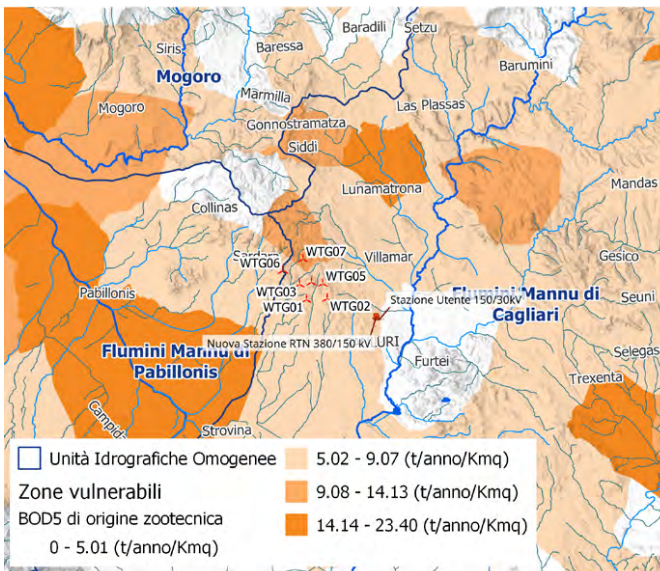 Baradili
Setzu
Siris
Baressa
Barumini
Mogoro
Marmilla
Mogoro
Las Plassas
Gonnostramatza
Siddi
Lunamatrona
Mandas
Collinas
Sardara
WTG07
Villamar
Gesico
WTG06
WTG05
WTG03
Pabillonis
Stazione Utente 150/30kV
Seuni
WTG01
WTG02
Flumini Mannu di
Cagliari
Nuova Stazione RTN 380/150 kV
URI
Flumini Mannu di
Pabillonis
Furtei
Selegas
Trexenta
Campid
Strovina
Unità Idrografiche Omogenee
Zone vulnerabili
BOD5 di origine zootecnica
0 - 5.01 (t/anno/Kmq)
5.02 - 9.07 (t/anno/Kmq)
9.08 - 14.13 (t/anno/Kmq)
14.14 - 23.40 (t/anno/Kmq)